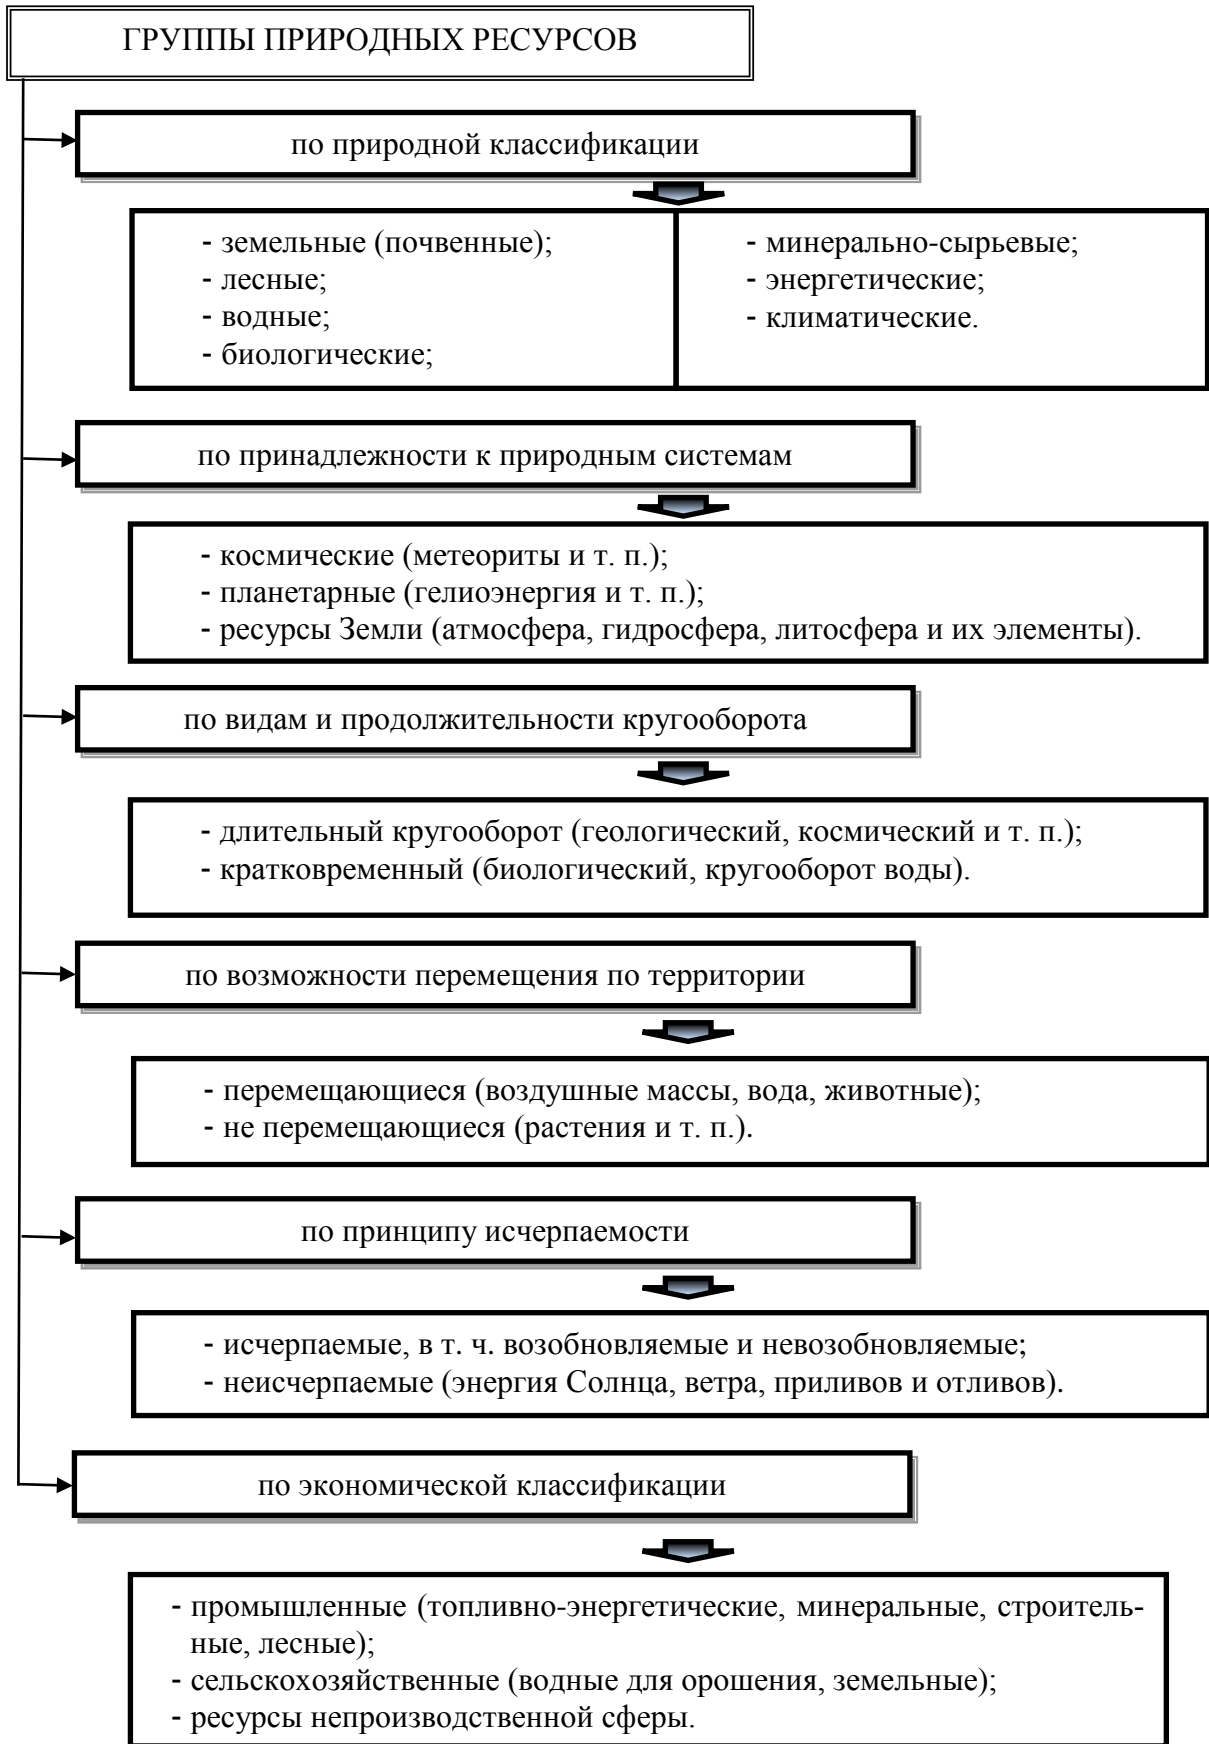 ГРУППЫ ПРИРОДНЫХ РЕСУРСОВ
по природной классификации
- земельные (почвенные);
- лесные;
- водные;
- биологические;
- минерально-сырьевые;
- энергетические;
- климатические.
по принадлежности к природным системам
- космические (метеориты и т. п.);
- планетарные (гелиоэнергия и т. п.);
- ресурсы Земли (атмосфера, гидросфера, литосфера и их элементы).
по видам и продолжительности кругооборота
- длительный кругооборот (геологический, космический и т. п.);
- кратковременный (биологический, кругооборот воды).
по возможности перемещения по территории
- перемещающиеся (воздушные массы, вода, животные);
- не перемещающиеся (растения и т. п.).
по принципу исчерпаемости
- исчерпаемые, в т. ч. возобновляемые и невозобновляемые;
- неисчерпаемые (энергия Солнца, ветра, приливов и отливов).
по экономической классификации
- промышленные (топливно-энергетические, минеральные, строитель-
ные, лесные);
- сельскохозяйственные (водные для орошения, земельные);
- ресурсы непроизводственной сферы.